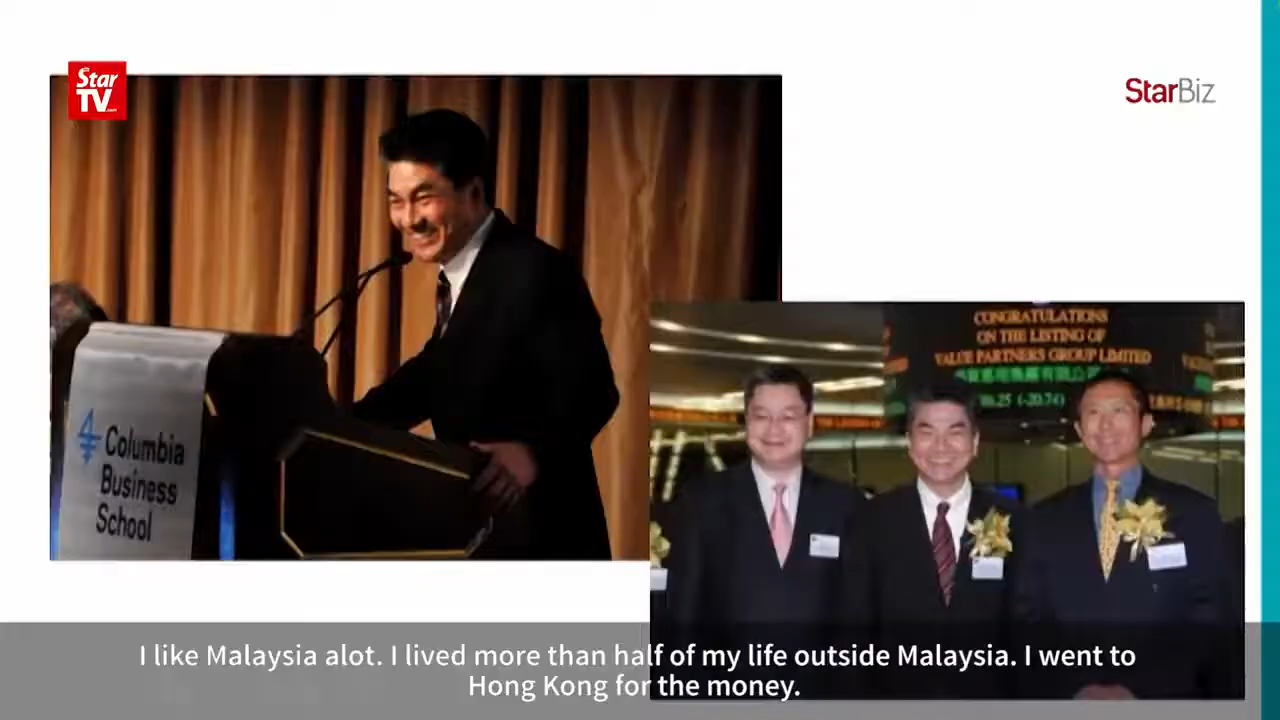 Star
TV.com
StarBiz
Columbia
Business
School
CONGRATULATIONS
ON THE LISTING OF
VALUE PARTNERS GROUP LIMITED
I like Malaysia alot. I lived more than half of my life outside Malaysia. I went to
Hong Kong for the money.